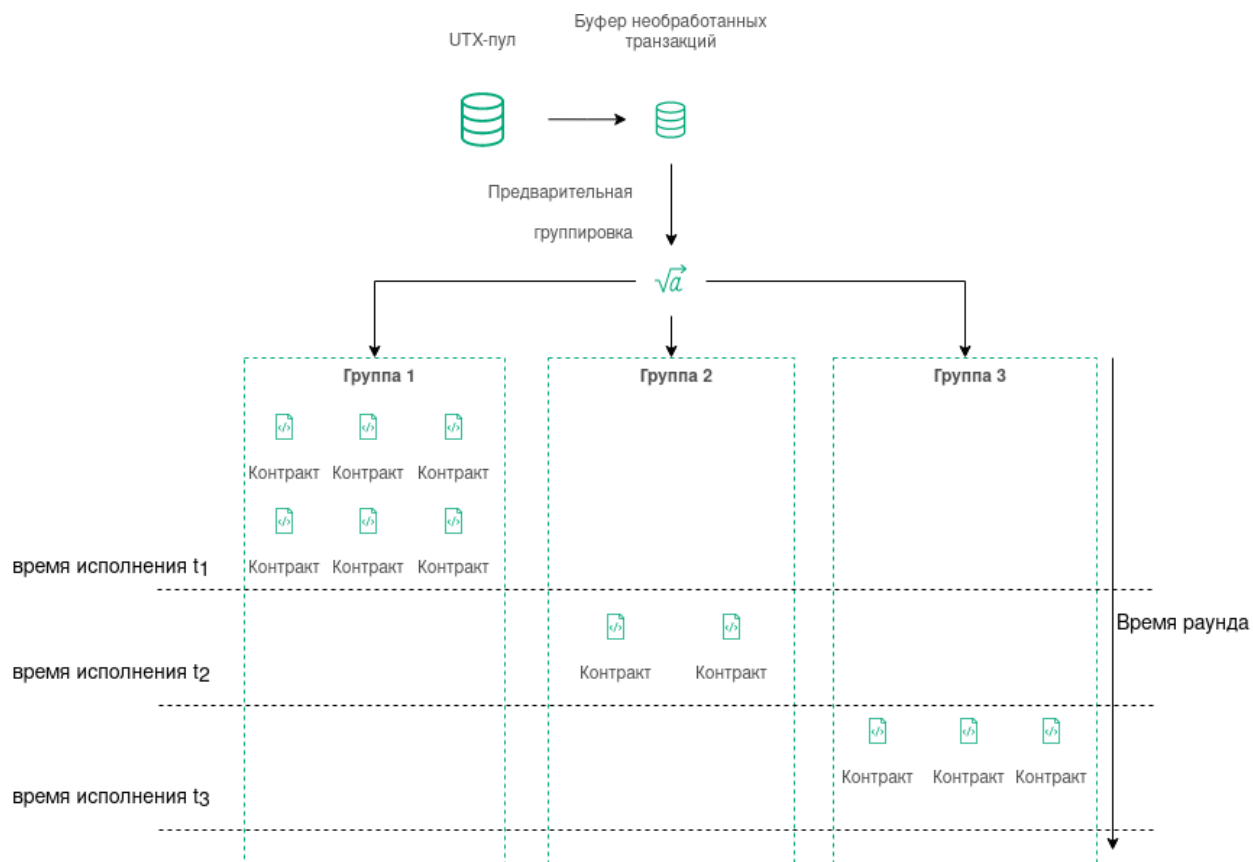 Буфер необработанных
транзакций
UTX-пул
Предварительная
группировка
√a
Группа 1
Группа 2
Группа 3
</> </> </>
Контракт Контракт Контракт
</> </> </>
время исполнения t1
Контракт Контракт Контракт
</> </>
Время раунда
время исполнения t2
Контракт Контракт
</> </> </>
Контракт Контракт Контракт
время исполнения t3